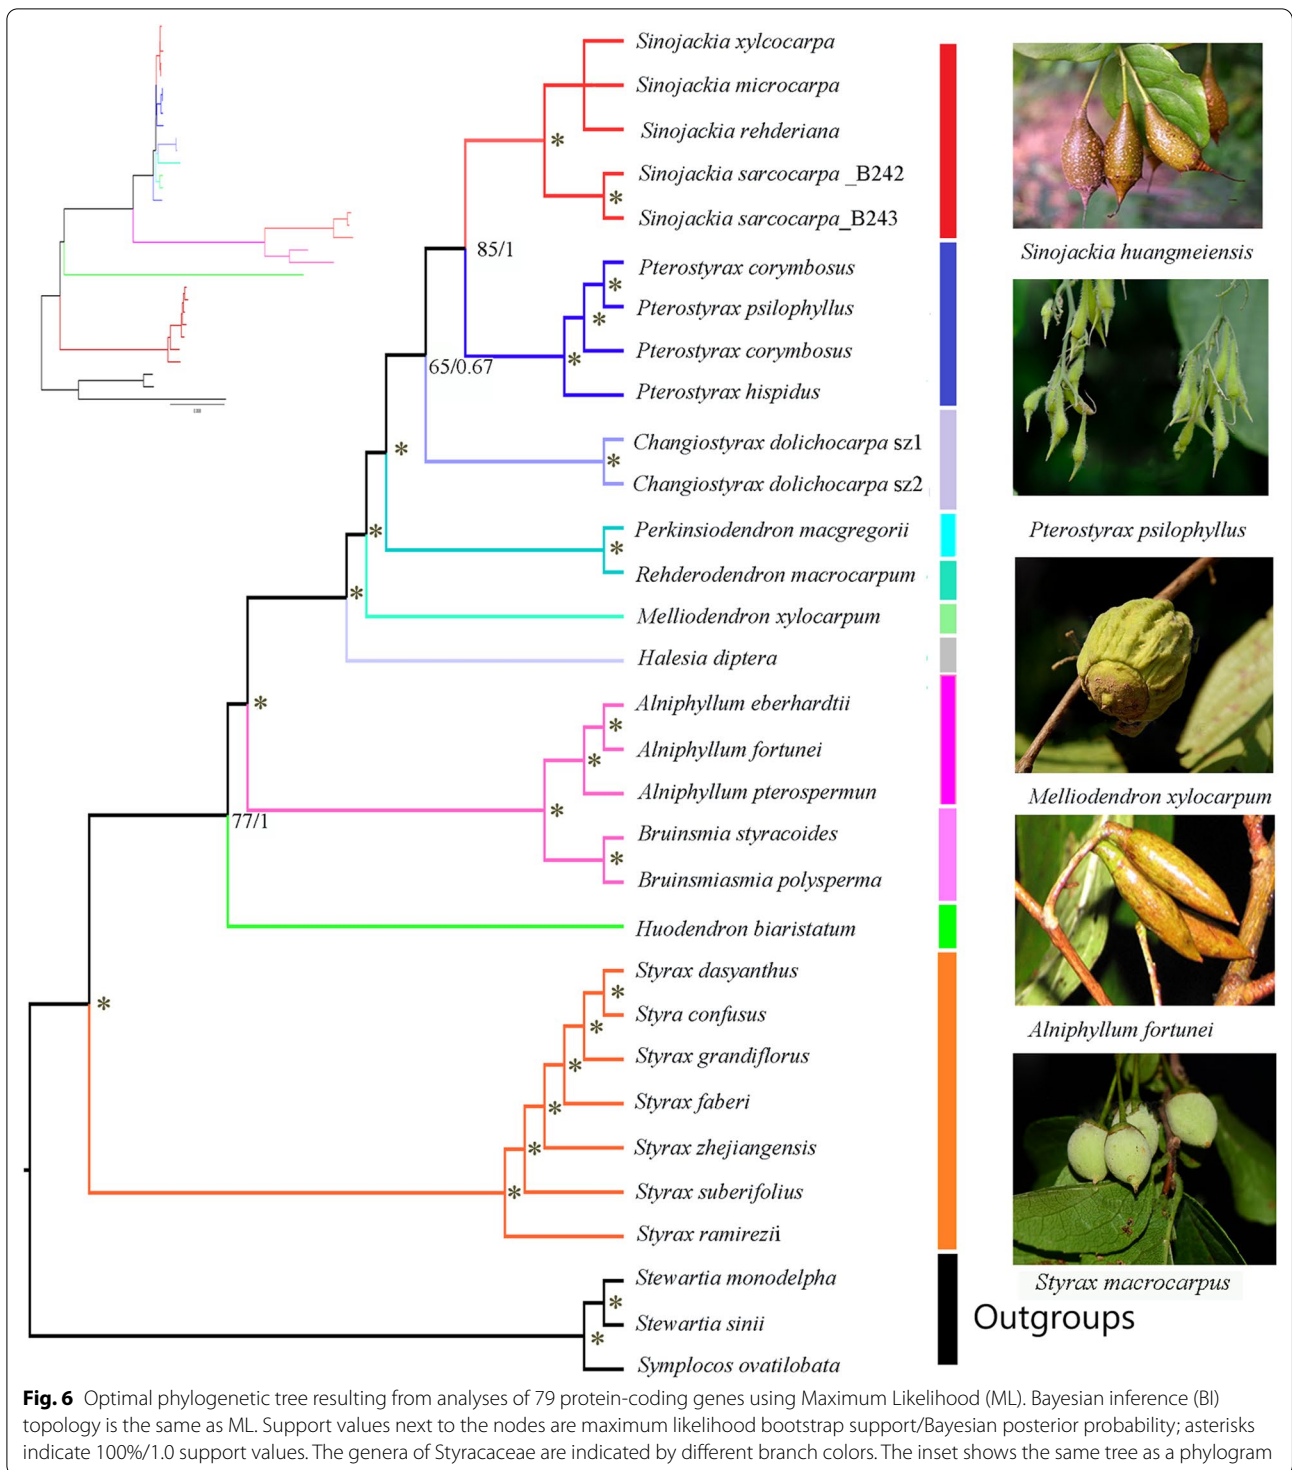 Sinojackia xylcocarpa
Sinojackia microcarpa
Sinojackia rehderiana
*
Sinojackia sarcocarpa _B242
*
Sinojackia sarcocarpa_B243
85/1
Sinojackia huangmeiensis
Pterostyrax corymbosus
*
Pterostyrax psilophyllus
*
Pterostyrax corymbosus
*
65/0.67
Pterostyrax hispidus
Changiostyrax dolichocarpa sz1
*
*
Changiostyrax dolichocarpa sz2
Perkinsiodendron macgregorii
*
Pterostyrax psilophyllus
*
Rehderodendron macrocarpum
*
Melliodendron xylocarpum
Halesia diptera
*
Alniphyllum eberhardtii
*
Alniphyllum fortunei
*
Alniphyllum pterospermun
Melliodendron xylocarpum
*
77/1
Bruinsmia styracoides
*
Bruinsmiasmia polysperma
Huodendron biaristatum
Styrax dasyanthus
*
*
Styra confusus
*
Alniphyllum fortunei
Styrax grandiflorus
*
Styrax faberi
*
Styrax zhejiangensis
*
Styrax suberifolius
*
Styrax ramirezii
Stewartia monodelpha
Styrax macrocarpus
*
Stewartia sinii
*
Outgroups
Symplocos ovatilobata
Fig. 6 Optimal phylogenetic tree resulting from analyses of 79 protein-coding genes using Maximum Likelihood (ML). Bayesian inference (BI)
topology is the same as ML. Support values next to the nodes are maximum likelihood bootstrap support/Bayesian posterior probability; asterisks
indicate 100%/1.0 support values. The genera of Styracaceae are indicated by different branch colors. The inset shows the same tree as a phylogram